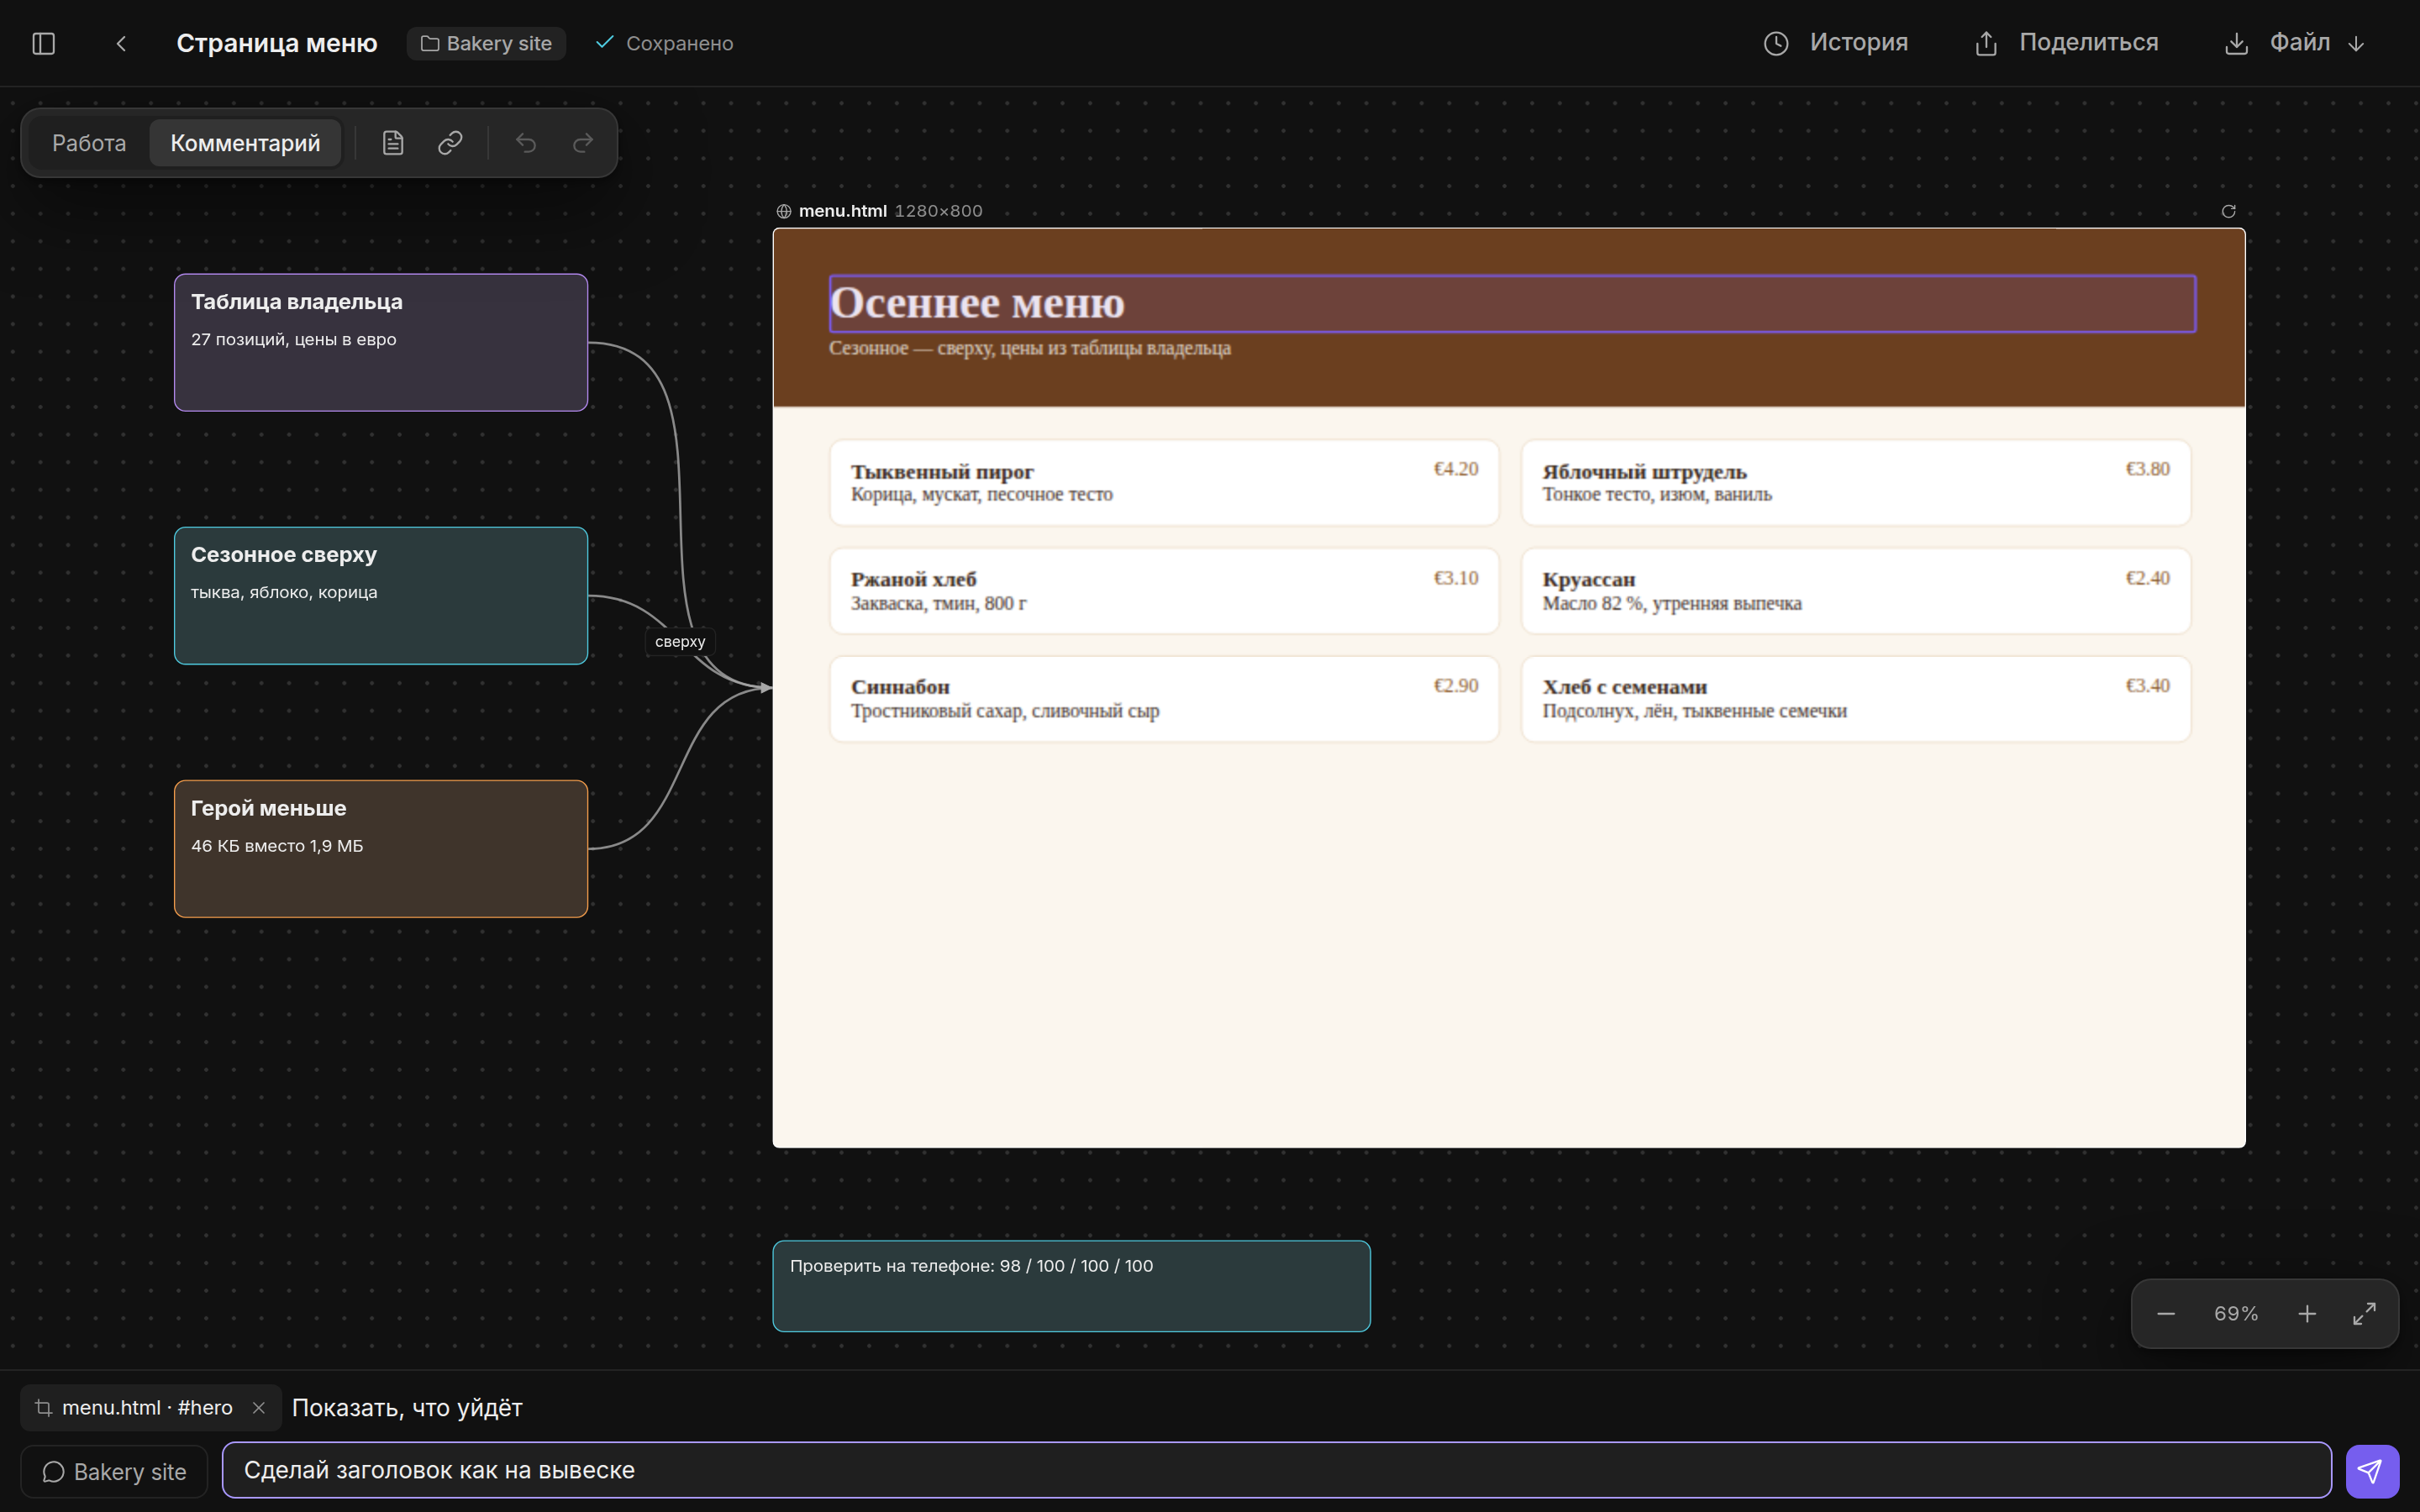 Страница меню
Bakery site
Сохранено
История
Поделиться
Файл
Работа
Комментарий
menu.html 1280×800
Таблица владельца
27 позиций, цены в евро
Сезонное сверху
тыква, яблоко, корица
сверху
Герой меньше
46 КБ вместо 1,9 МБ
Осеннее меню
Сезонное — сверху, цены из таблицы владельца
Тыквенный пирог
€4.20
Корица, мускат, песочное тесто
Яблочный штрудель
€3.80
Тонкое тесто, изюм, ваниль
Ржаной хлеб
€3.10
Закваска, тмин, 800 г
Круассан
€2.40
Масло 82 %, утренняя выпечка
Синнабон
€2.90
Тростниковый сахар, сливочный сыр
Хлеб с семенами
€3.40
Подсолнух, лён, тыквенные семечки
Проверить на телефоне: 98 / 100 / 100 / 100
69%
menu.html · #hero
Показать, что уйдёт
Bakery site
Сделай заголовок как на вывеске